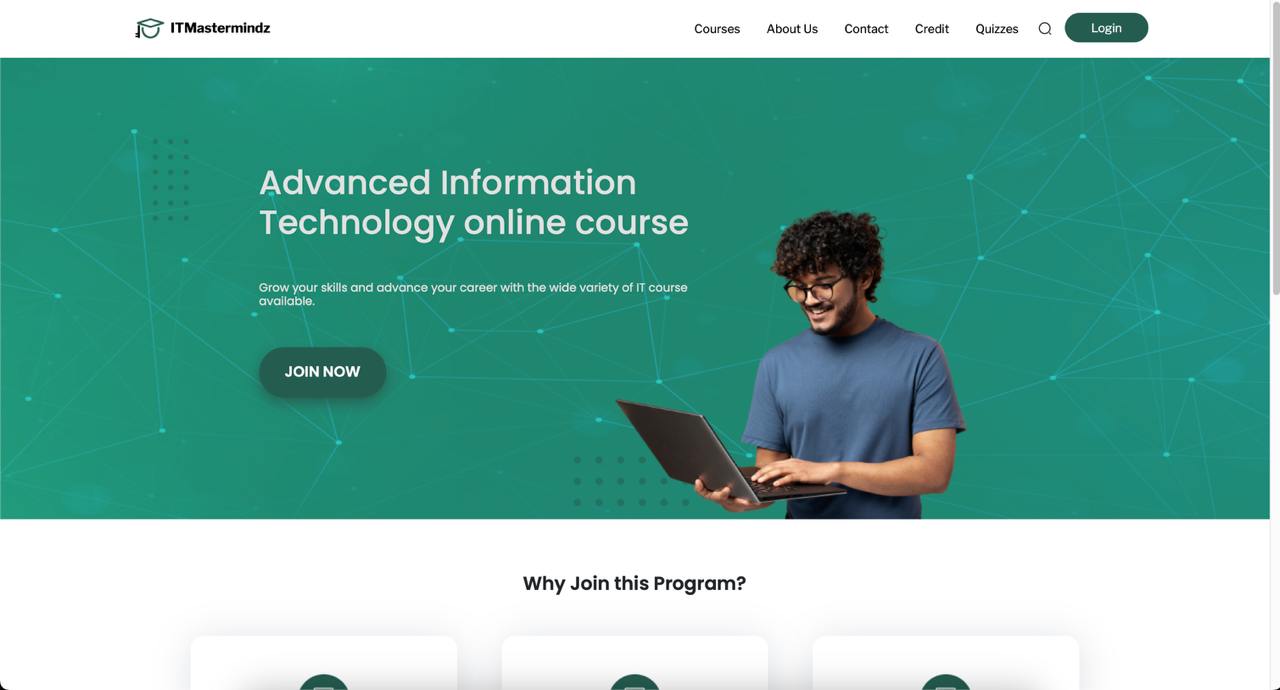 ITMastermindz
Courses
About Us
Contact
Credit
Quizzes
Login
Advanced Information
Technology online course
Grow your skills and advance your career with the wide variety of IT course
available.
JOIN NOW
Why Join this Program?